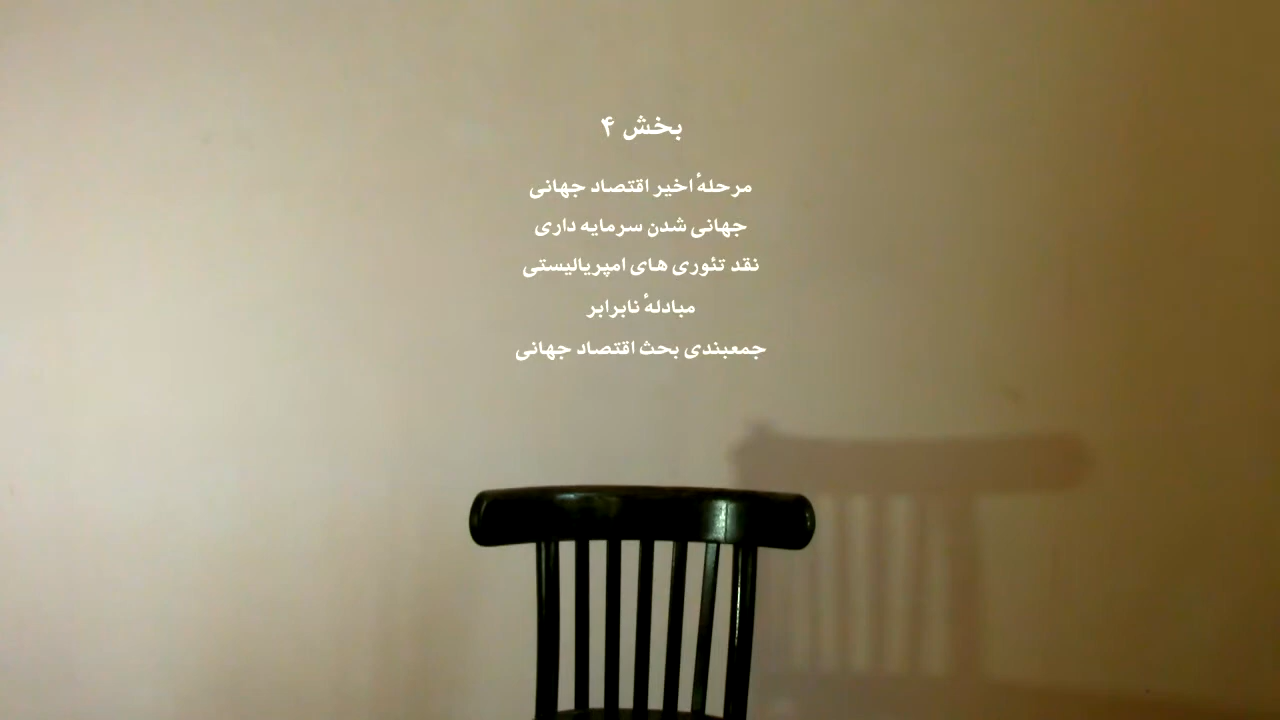 بخش ۴
مرحلهٔ اخیر اقتصاد جهانی
جهانی شدن سرمایه داری
نقد تئوری های امپریالیستی
مبادلهٔ نابرابر
جمعبندی بحث اقتصاد جهانی